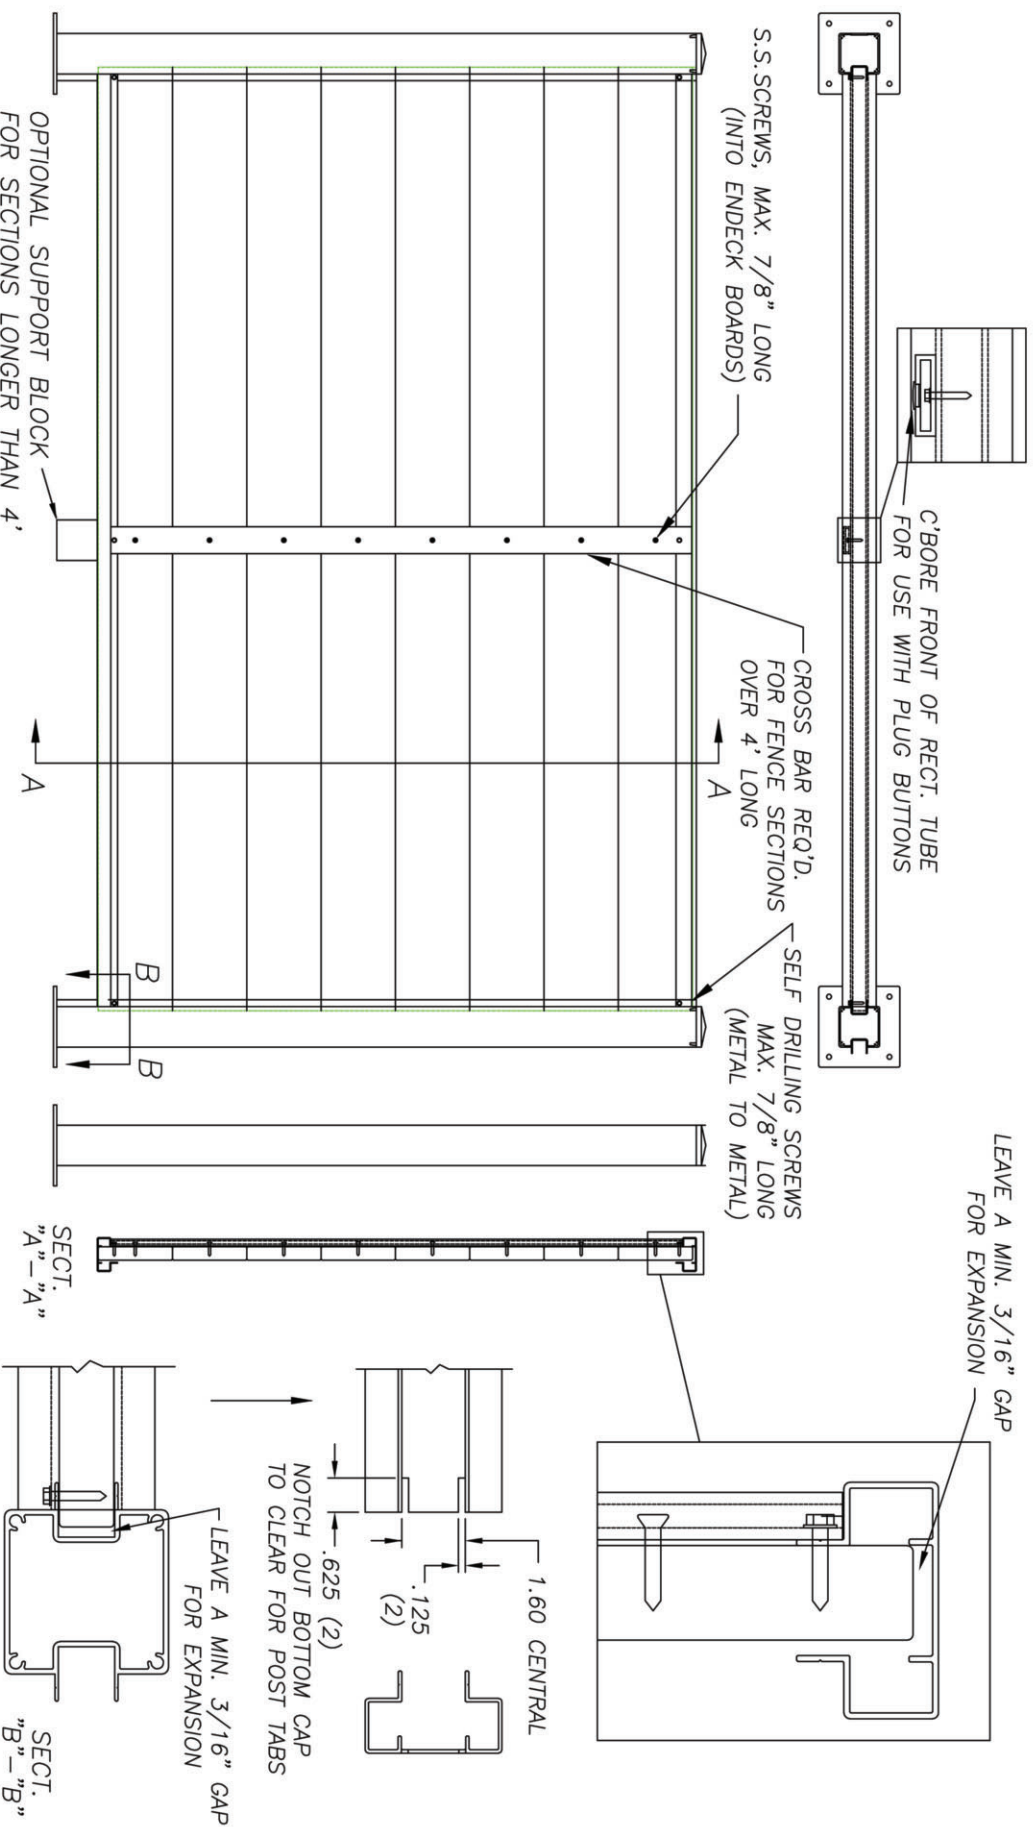 C'BORE FRONT OF RECT. TUBE
FOR USE WITH PLUG BUTTONS
LEAVE A MIN. 3/16" GAP
FOR EXPANSION
S.S.SCREWS, MAX. 7/8" LONG
(INTO ENDECK BOARDS)
CROSS BAR REQ'D.
FOR FENCE SECTIONS
OVER 4' LONG
SELF DRILLING SCREWS
MAX. 7/8" LONG
(METAL TO METAL)
A
A
B
B
OPTIONAL SUPPORT BLOCK
FOR SECTIONS LONGER THAN 4'
SECT.
"A"-"A"
1.60 CENTRAL
.125
(2)
.625 (2)
NOTCH OUT BOTTOM CAP
TO CLEAR FOR POST TABS
LEAVE A MIN. 3/16" GAP
FOR EXPANSION
SECT.
"B"-"B"